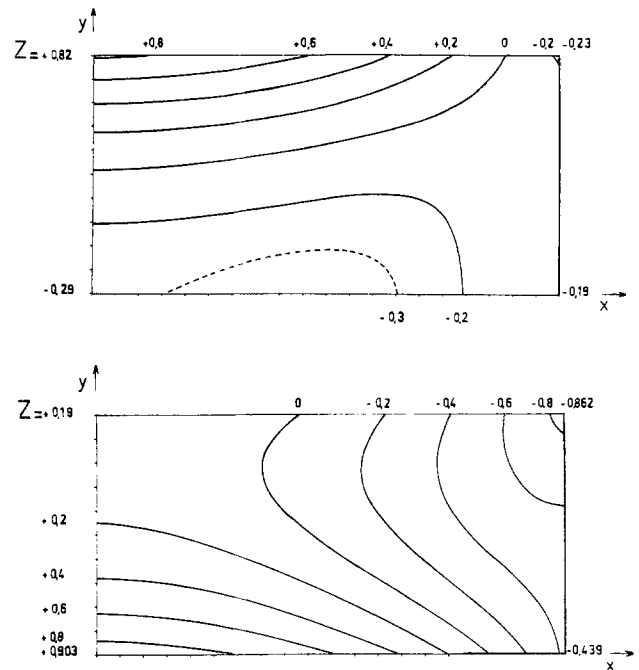 y
+0,8 +0,6 +0,4 +0,2 0 -0,2 -0,23
Z = +0,82
-0,29 -0,19
x
-0,3 -0,2
y
0 -0,2 -0,4 -0,6 -0,8 -0,862
Z = +0,19
+0,2
+0,4
+0,6
+0,8
+0,903 -0,439
x